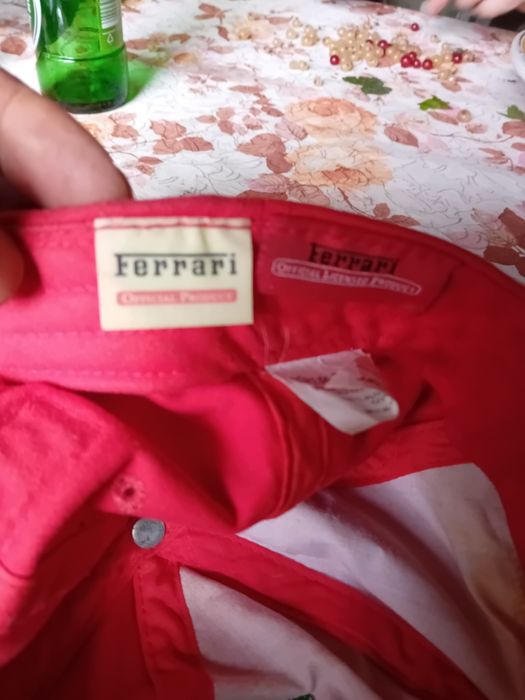 Ferrari
OFFICIAL PRODUCT
Ferrari
OFFICIAL LICENSED PRODUCT